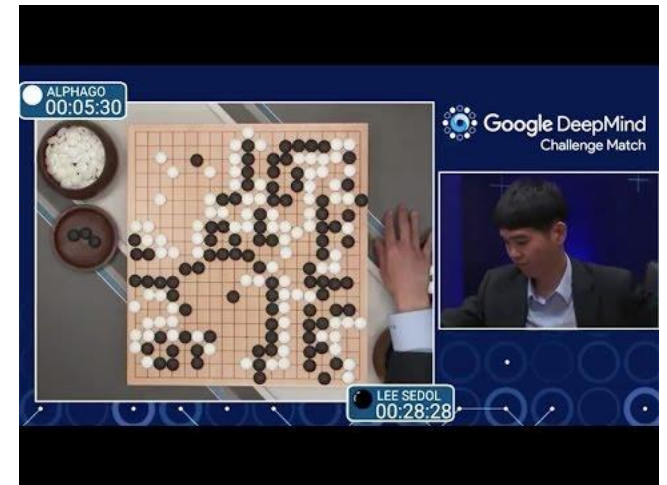 ALPHAGO
00:05:30
Google DeepMind
Challenge Match
LEE SEDOL
00:28:28